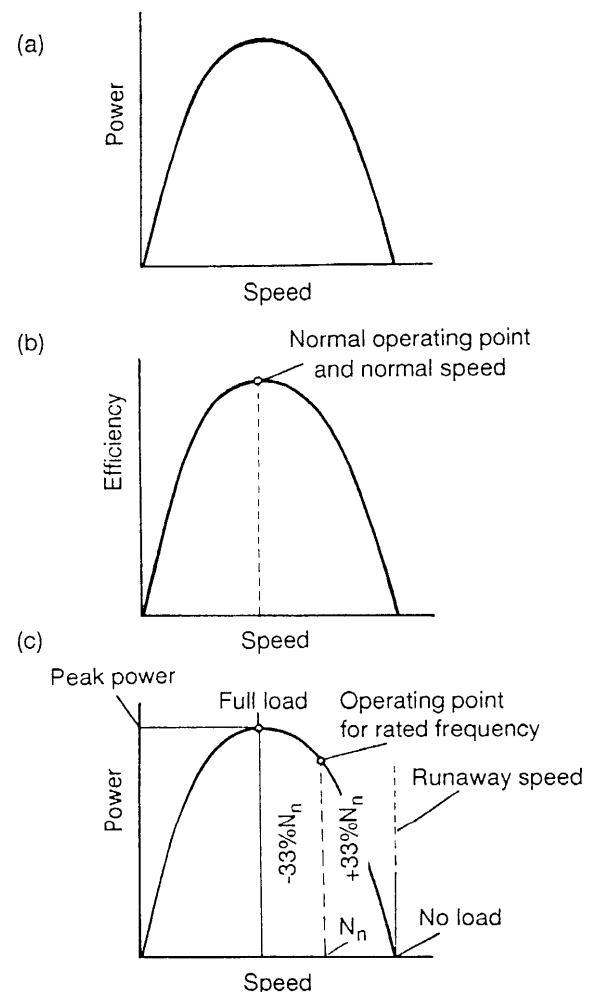 (a)
Power
Speed
(b)
Normal operating point
and normal speed
Efficiency
Speed
(c)
Peak power
Full load
Operating point
for rated frequency
Runaway speed
Power
-33%Nn
+33%Nn
Nn
No load
Speed